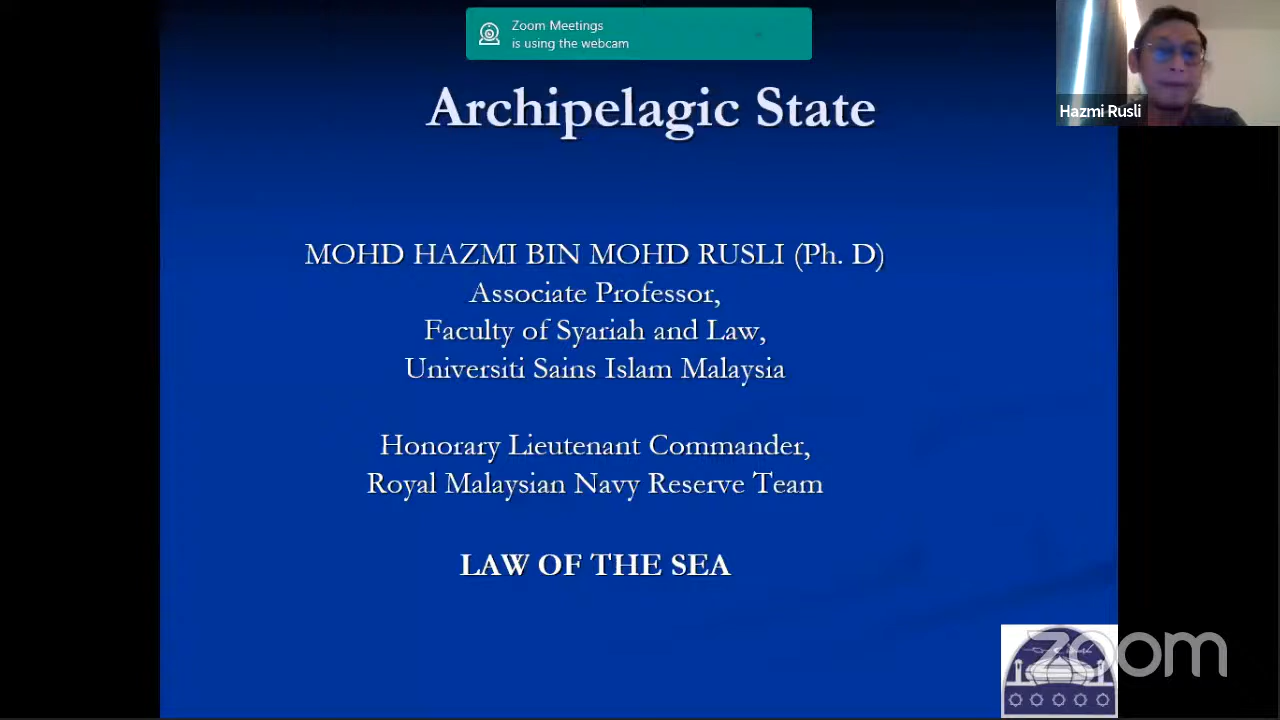 Zoom Meetings
is using the webcam
Archipelagic State
Hazmi Rusli
MOHD HAZMI BIN MOHD RUSLI (Ph. D)
Associate Professor,
Faculty of Syariah and Law,
Universiti Sains Islam Malaysia
Honorary Lieutenant Commander,
Royal Malaysian Navy Reserve Team
LAW OF THE SEA
zoom